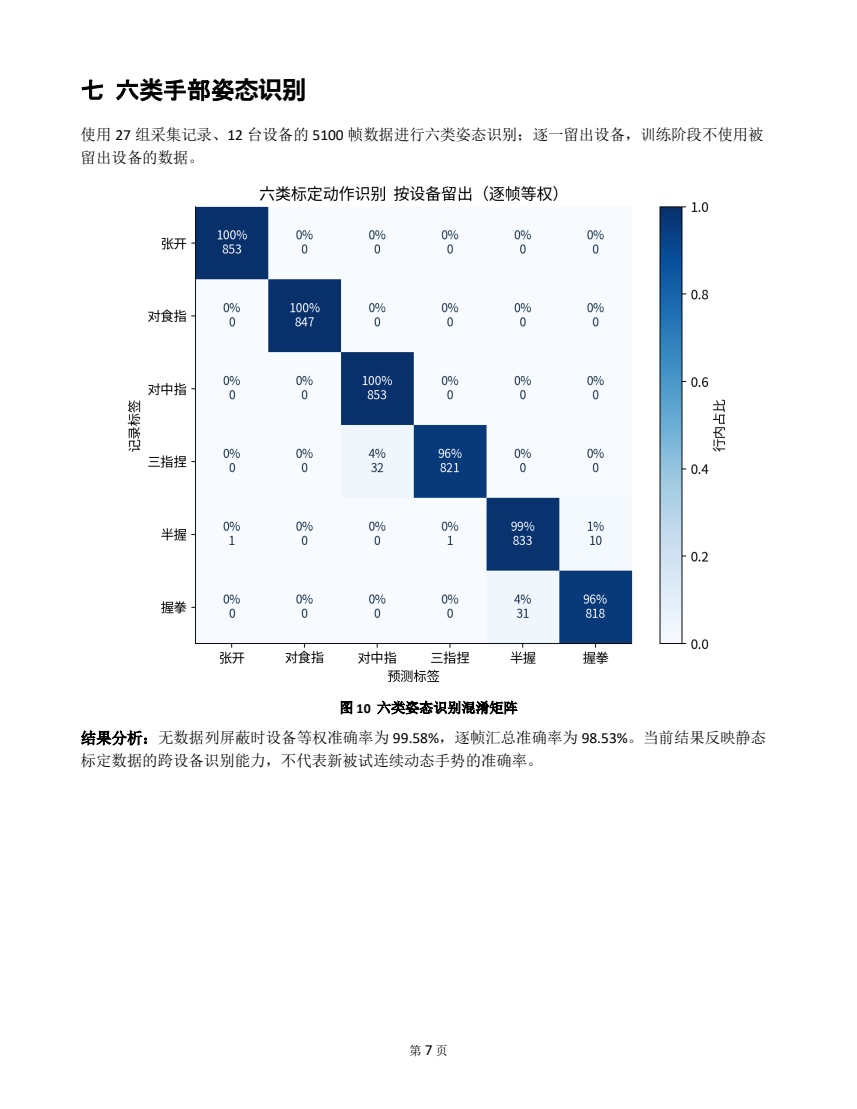 七 六类手部姿态识别
使用 27 组采集记录、12 台设备的 5100 帧数据进行六类姿态识别；逐一留出设备，训练阶段不使用被
留出设备的数据。
六类标定动作识别 按设备留出（逐帧等权）
张开
100% 0% 0% 0% 0% 0%
853 0 0 0 0 0
对食指
0% 100% 0% 0% 0% 0%
0 847 0 0 0 0
对中指
0% 0% 100% 0% 0% 0%
0 0 853 0 0 0
三指捏
0% 0% 4% 96% 0% 0%
0 0 32 821 0 0
半握
0% 0% 0% 0% 99% 1%
1 0 0 1 833 10
握拳
0% 0% 0% 0% 4% 96%
0 0 0 0 31 818
记录标签
张开 对食指 对中指 三指捏 半握 握拳
预测标签
1.0
0.8
0.6
0.4
0.2
0.0
行内占比
图 10 六类姿态识别混淆矩阵
结果分析：无数据列屏蔽时设备等权准确率为 99.58%，逐帧汇总准确率为 98.53%。当前结果反映静态
标定数据的跨设备识别能力，不代表新被试连续动态手势的准确率。
第 7 页